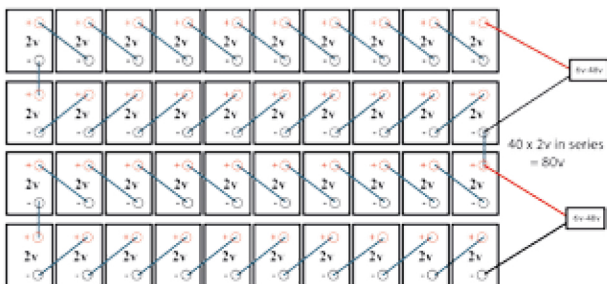 + + + + + + + + + +
2v 2v 2v 2v 2v 2v 2v 2v 2v 2v
- - - - - - - - - -
+ + + + + + + + + +
2v 2v 2v 2v 2v 2v 2v 2v 2v 2v
- - - - - - - - - -
40 x 2v in series
= 80v
+ + + + + + + + + +
2v 2v 2v 2v 2v 2v 2v 2v 2v 2v
- - - - - - - - - -
+ + + + + + + + + +
2v 2v 2v 2v 2v 2v 2v 2v 2v 2v
- - - - - - - - - -